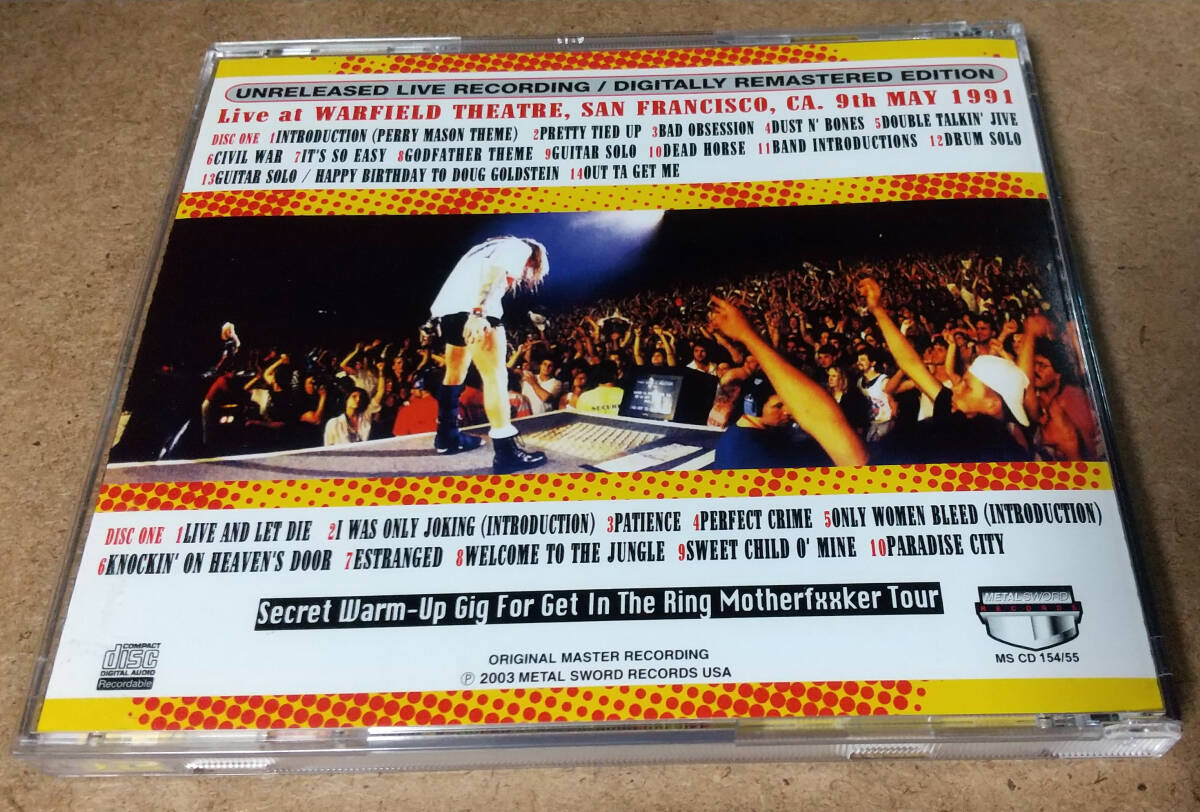 UNRELEASED LIVE RECORDING / DIGITALLY REMASTERED EDITION
Live at WARFIELD THEATRE, SAN FRANCISCO, CA. 9th MAY 1991
DISC ONE 1INTRODUCTION (PERRY MASON THEME) 2PRETTY TIED UP 3BAD OBSESSION 4DUST N' BONES 5DOUBLE TALKIN' JIVE
6CIVIL WAR 7IT'S SO EASY 8GODFATHER THEME 9GUITAR SOLO 10DEAD HORSE 11BAND INTRODUCTIONS 12DRUM SOLO
13GUITAR SOLO / HAPPY BIRTHDAY TO DOUG GOLDSTEIN 14OUT TA GET ME
DISC ONE 1LIVE AND LET DIE 2I WAS ONLY JOKING (INTRODUCTION) 3PATIENCE 4PERFECT CRIME 5ONLY WOMEN BLEED (INTRODUCTION)
6KNOCKIN' ON HEAVEN'S DOOR 7ESTRANGED 8WELCOME TO THE JUNGLE 9SWEET CHILD O' MINE 10PARADISE CITY
Secret Warm-Up Gig For Get In The Ring Motherfxxker Tour
METAL SWORD
RECORDS
MS CD 154/55
COMPACT
disc
DIGITAL AUDIO
Recordable
ORIGINAL MASTER RECORDING
℗ 2003 METAL SWORD RECORDS USA